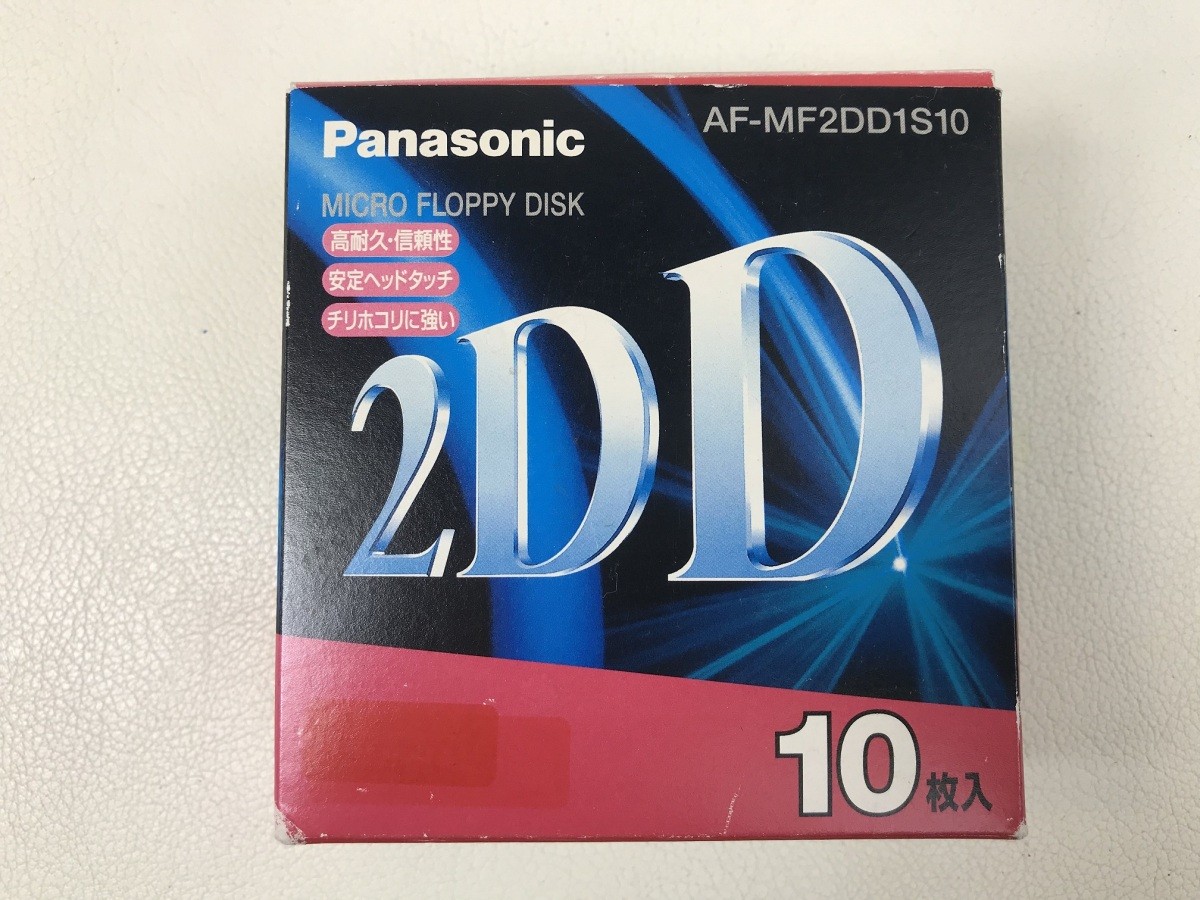 Panasonic
AF-MF2DD1S10
MICRO FLOPPY DISK
高耐久・信頼性
安定ヘッドタッチ
チリホコリに強い
2DD
10枚入